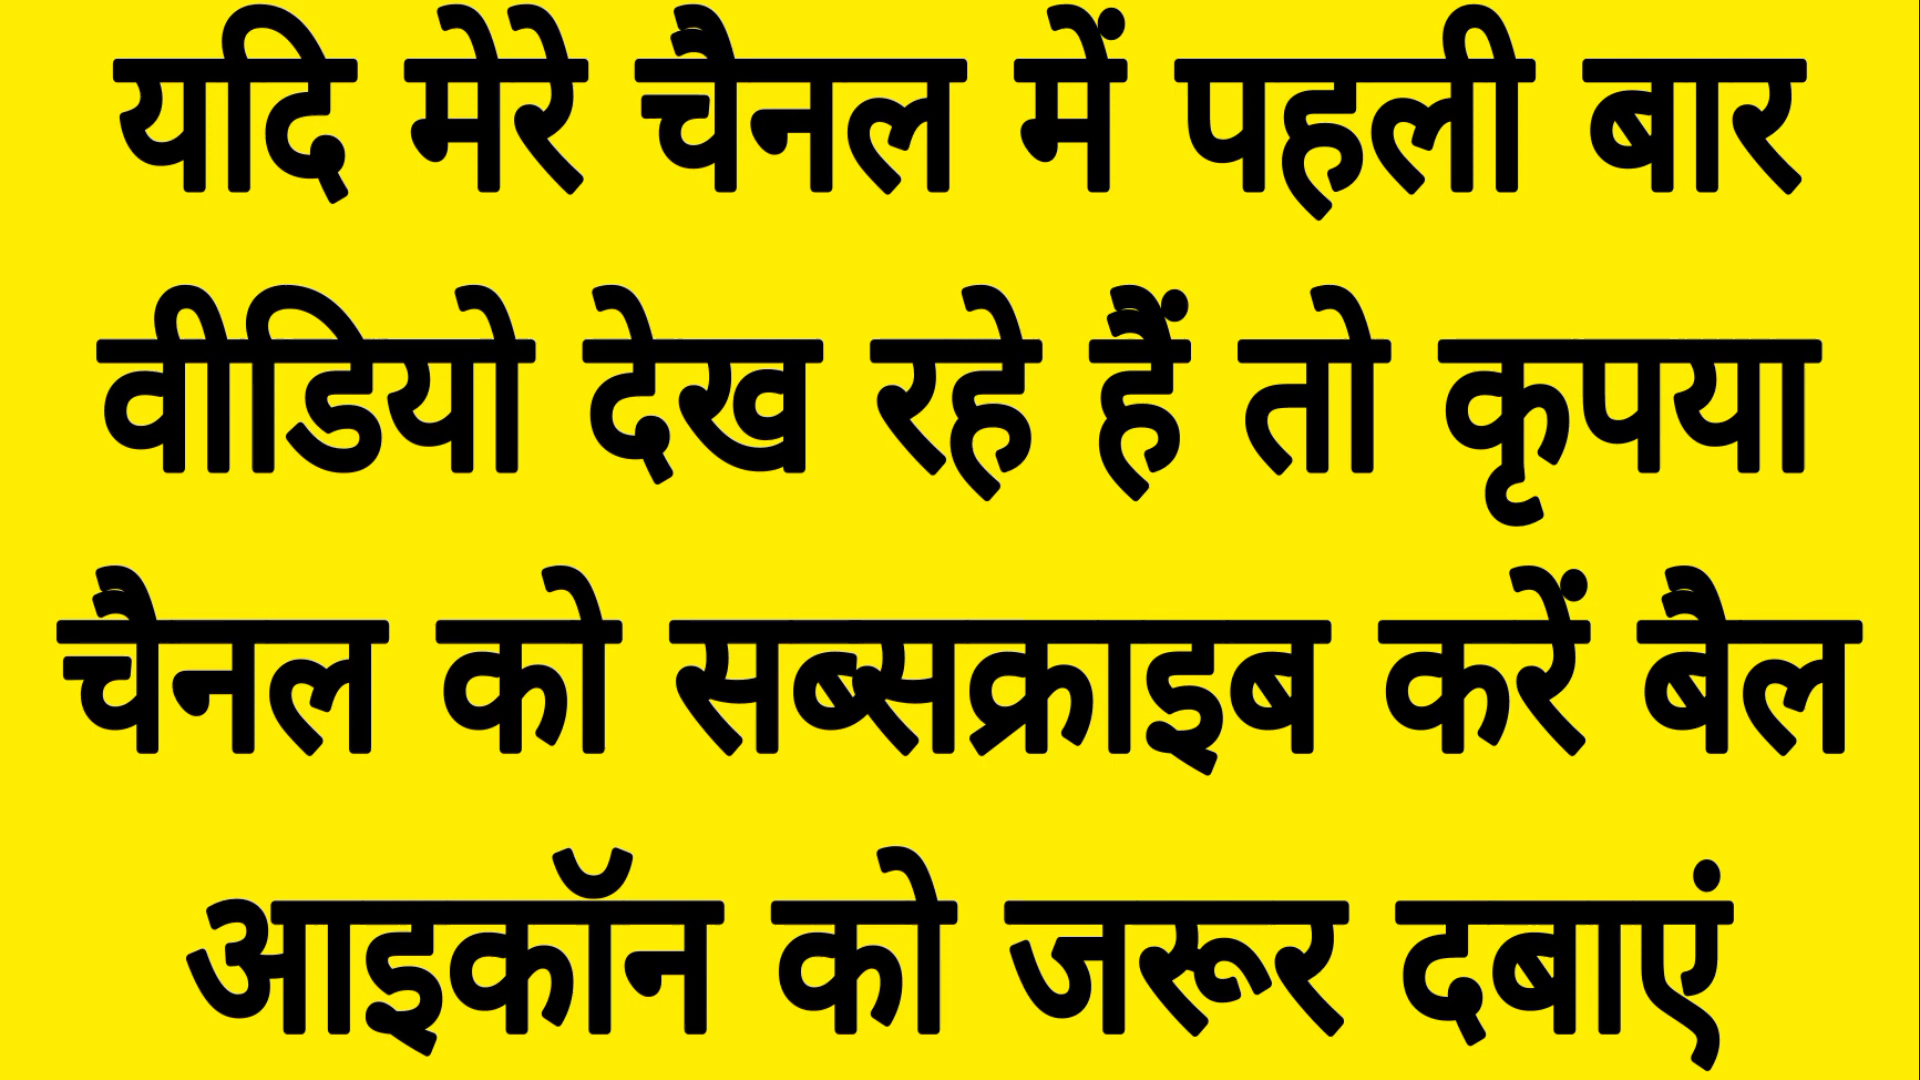 यदि मेरे चैनल में पहली बार
वीडियो देख रहे हैं तो कृपया
चैनल को सब्सक्राइब करें बैल
आइकॉन को जरूर दबाएं